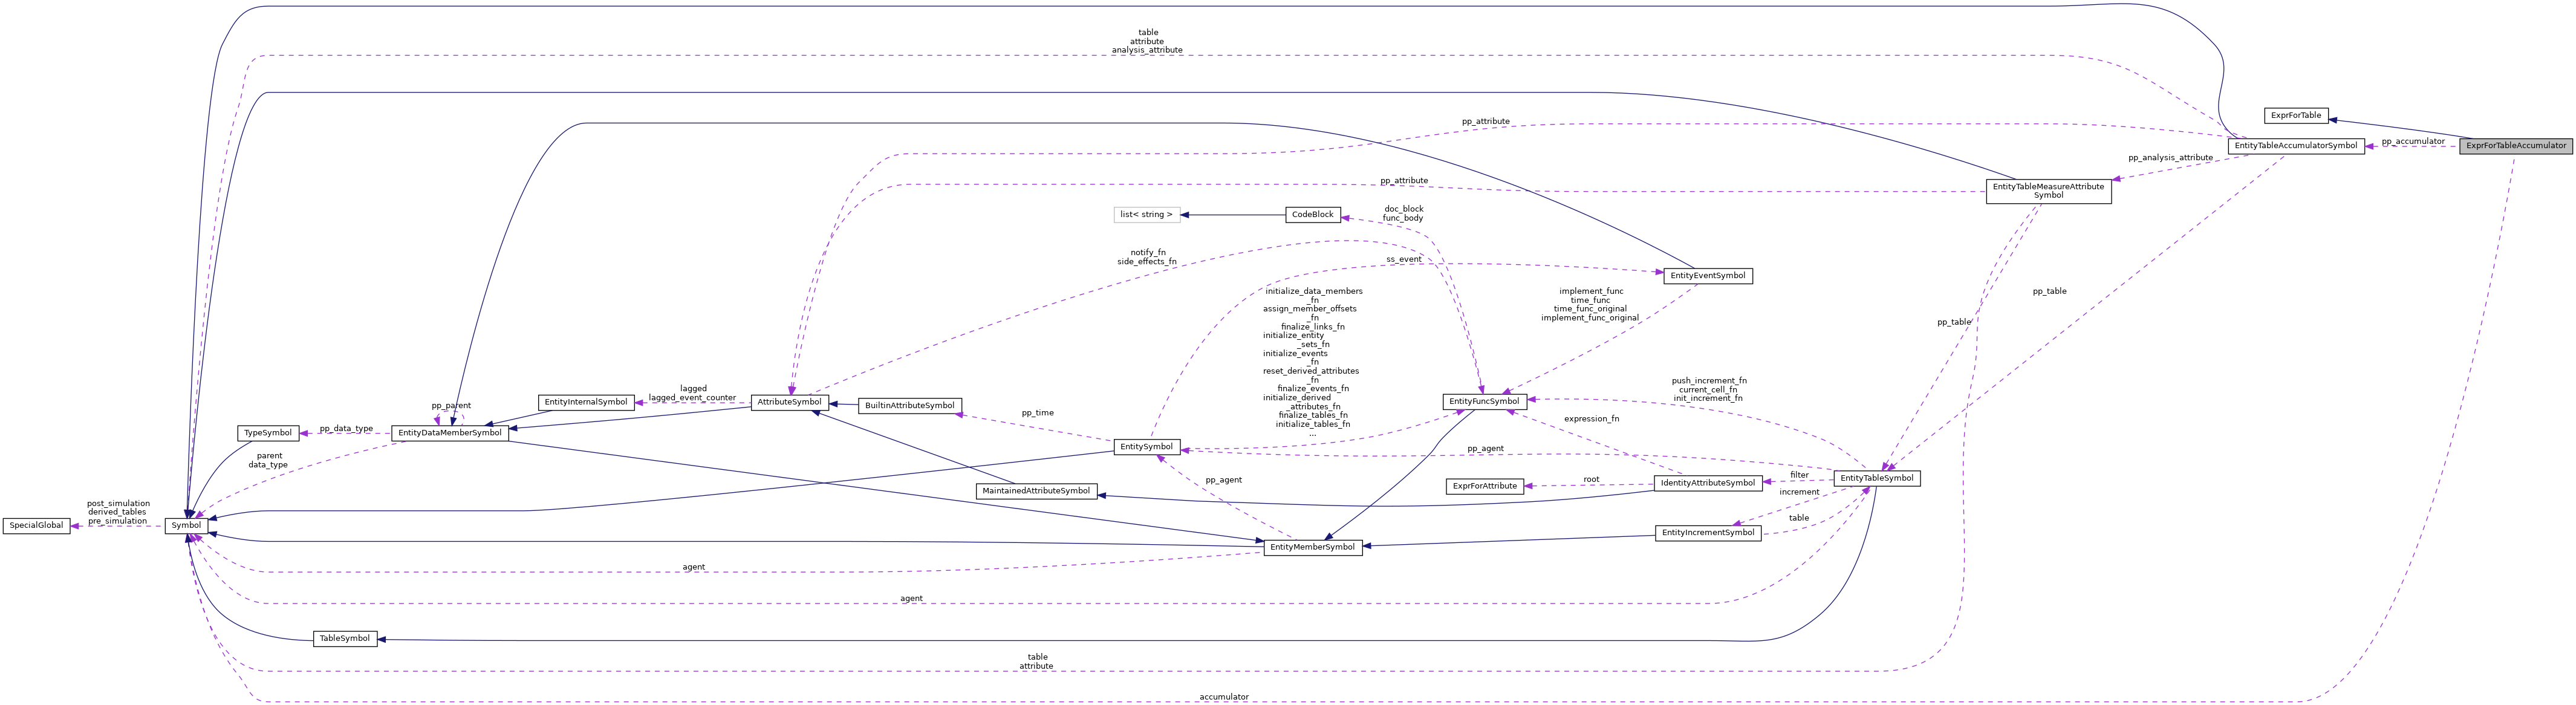 table
attribute
analysis_attribute
ExprForTable
pp_attribute
EntityTableAccumulatorSymbol
pp_accumulator
ExprForTableAccumulator
pp_analysis_attribute
pp_attribute
EntityTableMeasureAttribute
Symbol
list< string >
CodeBlock
doc_block
func_body
notify_fn
side_effects_fn
ss_event
EntityEventSymbol
initialize_data_members
_fn
assign_member_offsets
_fn
finalize_links_fn
initialize_entity
_sets_fn
initialize_events
_fn
reset_derived_attributes
_fn
finalize_events_fn
initialize_derived
_attributes_fn
finalize_tables_fn
initialize_tables_fn
...
implement_func
time_func
time_func_original
implement_func_original
pp_table
pp_table
lagged
lagged_event_counter
push_increment_fn
current_cell_fn
init_increment_fn
pp_parent
EntityInternalSymbol
AttributeSymbol
BuiltinAttributeSymbol
EntityFuncSymbol
pp_time
expression_fn
TypeSymbol
pp_data_type
EntityDataMemberSymbol
EntitySymbol
pp_agent
parent
data_type
pp_agent
ExprForAttribute
root
IdentityAttributeSymbol
filter
EntityTableSymbol
MaintainedAttributeSymbol
increment
post_simulation
derived_tables
pre_simulation
SpecialGlobal
Symbol
table
EntityIncrementSymbol
EntityMemberSymbol
agent
agent
TableSymbol
table
attribute
accumulator